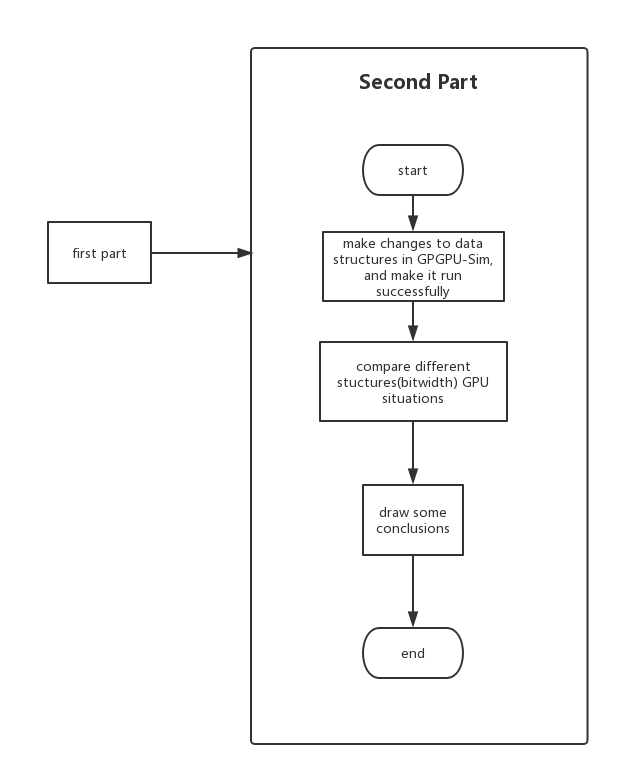 Second Part
start
first part
make changes to data
structures in GPGPU-Sim,
and make it run
successfully
compare different
stuctures(bitwidth) GPU
situations
draw some
conclusions
end